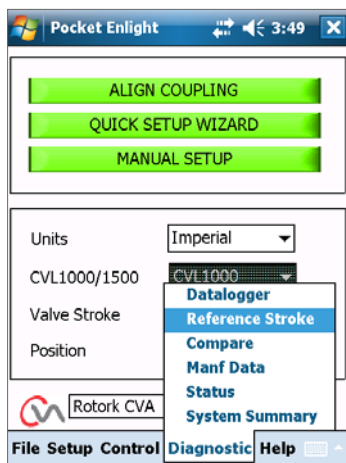 Pocket Enlight 3:49
ALIGN COUPLING
QUICK SETUP WIZARD
MANUAL SETUP
Units Imperial
CVL1000/1500 CVL1000
Valve Stroke
Position
Datalogger
Reference Stroke
Compare
Manf Data
Status
System Summary
Rotork CVA
File Setup Control Diagnostic Help